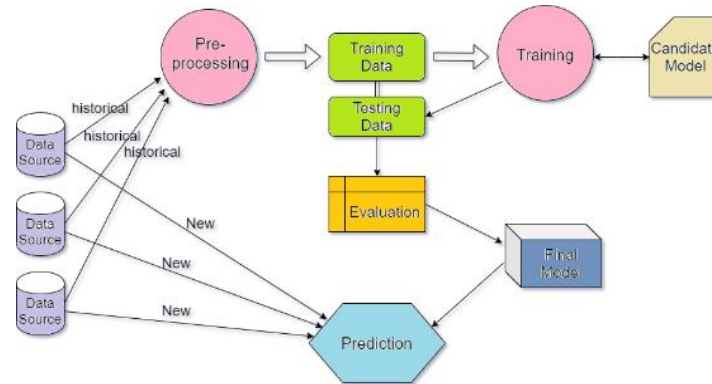 Pre-
processing
Training
Data
Training
Candidat
Model
historical
historical
historical
Testing
Data
Data
Source
Evaluation
New
Data
Source
New
Final
Model
Data
Source
New
Prediction